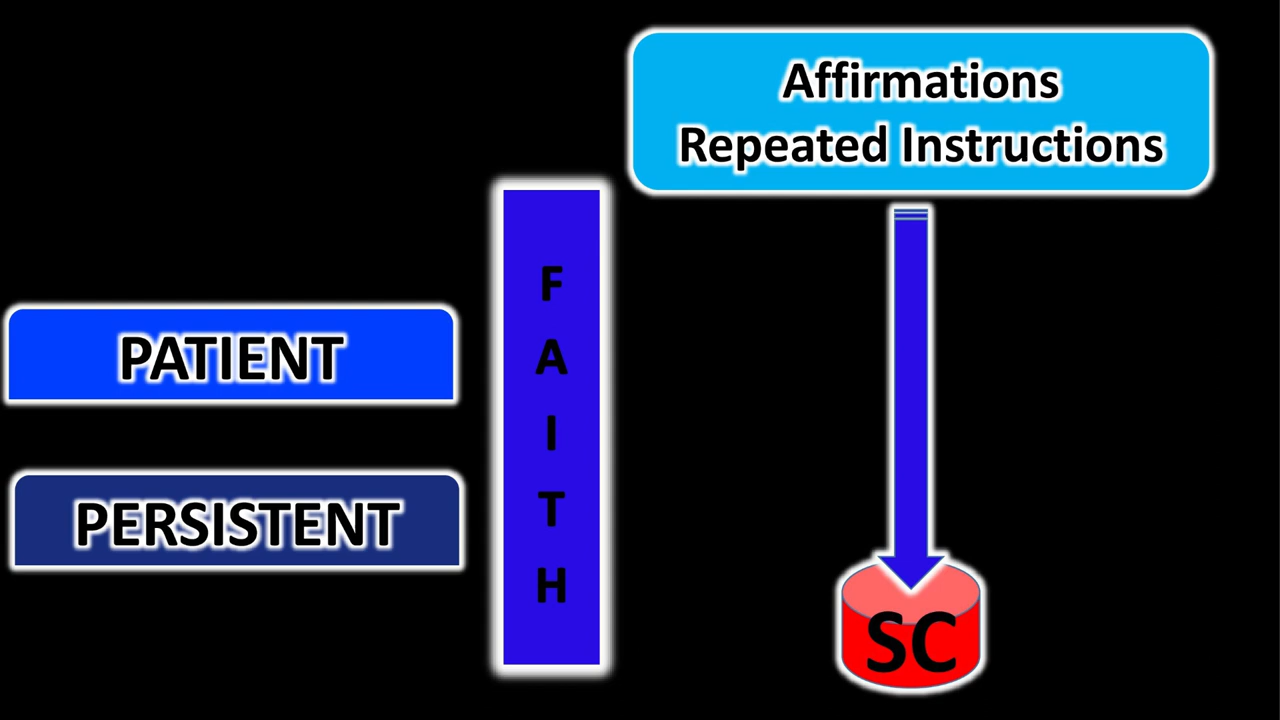 Affirmations
Repeated Instructions
PATIENT
PERSISTENT
F
A
I
T
H
SC